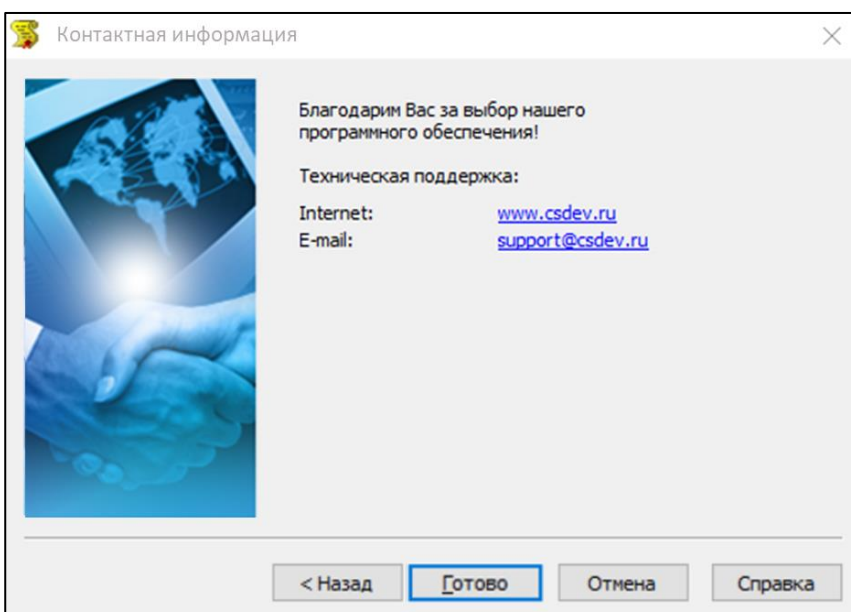 Контактная информация
Благодарим Вас за выбор нашего
программного обеспечения!
Техническая поддержка:
Internet: www.csdev.ru
E-mail: support@csdev.ru
< Назад Готово Отмена Справка